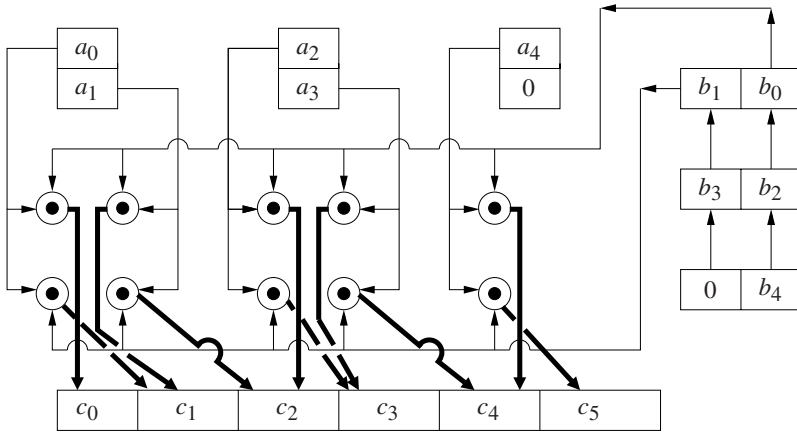 a₀ a₂ a₄
a₁ a₃ 0
b₁ b₀
b₃ b₂
0 b₄
c₀ c₁ c₂ c₃ c₄ c₅